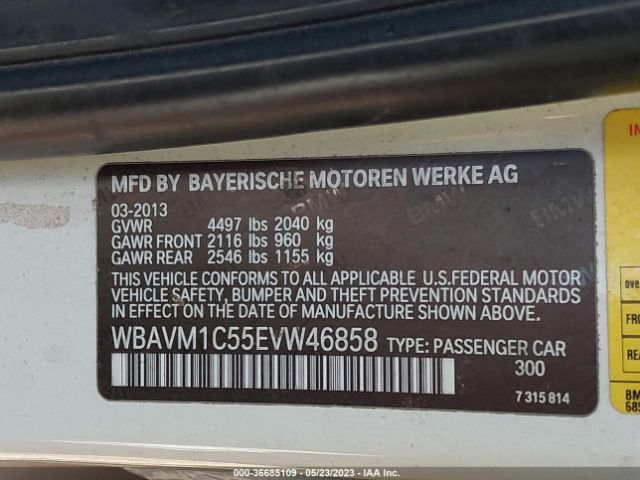 MFD BY BAYERISCHE MOTOREN WERKE AG
03-2013
GVWR 4497 lbs 2040 kg
GAWR FRONT 2116 lbs 960 kg
GAWR REAR 2546 lbs 1155 kg
THIS VEHICLE CONFORMS TO ALL APPLICABLE U.S.FEDERAL MOTOR
VEHICLE SAFETY, BUMPER AND THEFT PREVENTION STANDARDS
IN EFFECT ON THE DATE OF MANUFACTURE SHOWN ABOVE.
WBAVM1C55EVW46858 TYPE: PASSENGER CAR
300
7 315 814
BMW
000-36685109 - 05/23/2023 - IAA Inc.